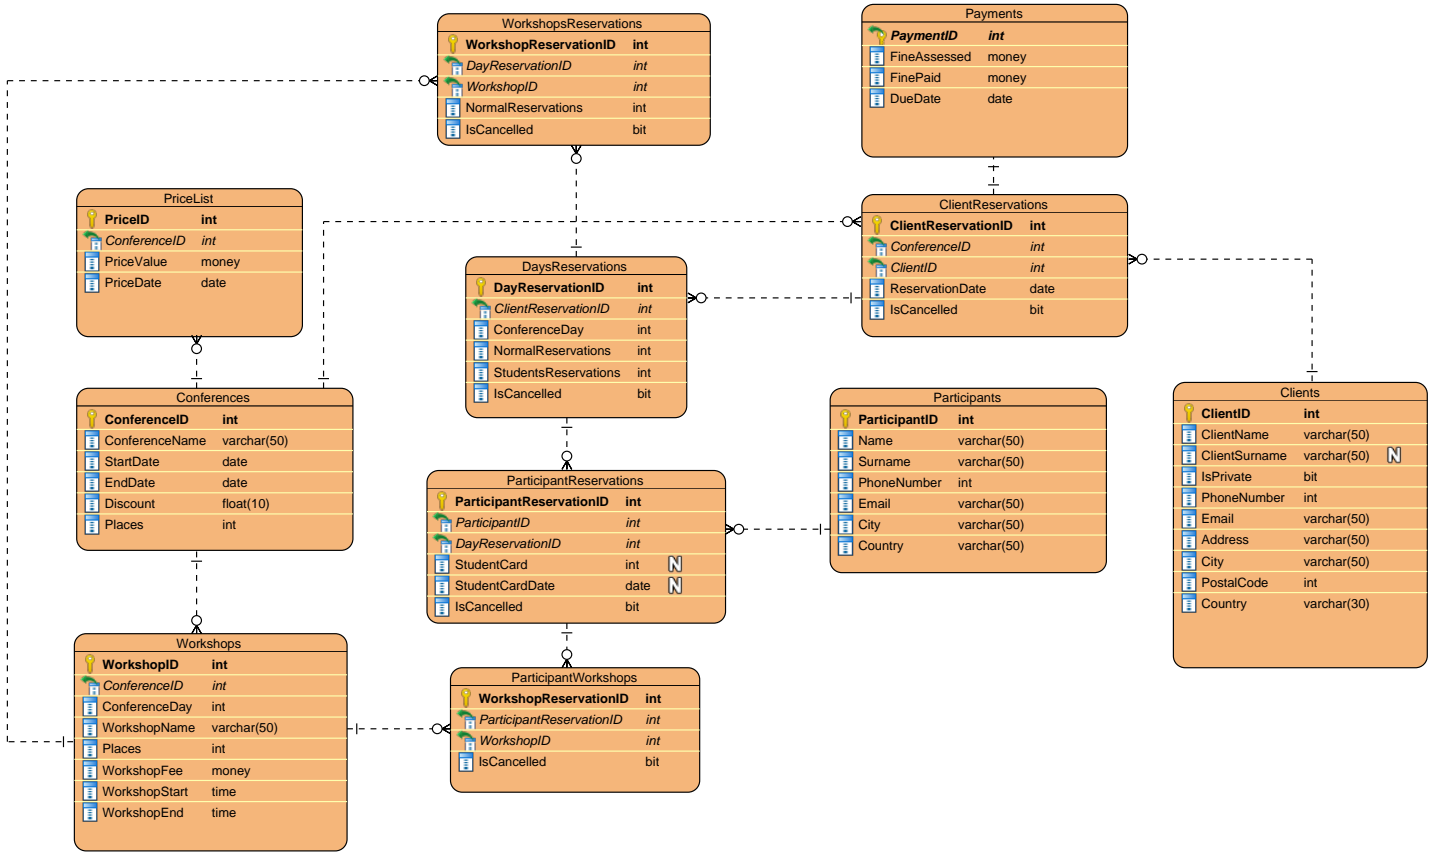 WorkshopsReservations
WorkshopReservationID int
DayReservationID int
WorkshopID int
NormalReservations int
IsCancelled bit
Payments
PaymentID int
FineAssessed money
FinePaid money
DueDate date
PriceList
PriceID int
ConferenceID int
PriceValue money
PriceDate date
ClientReservations
ClientReservationID int
ConferenceID int
ClientID int
ReservationDate date
IsCancelled bit
DaysReservations
DayReservationID int
ClientReservationID int
ConferenceDay int
NormalReservations int
StudentsReservations int
IsCancelled bit
Conferences
ConferenceID int
ConferenceName varchar(50)
StartDate date
EndDate date
Discount float(10)
Places int
Participants
ParticipantID int
Name varchar(50)
Surname varchar(50)
PhoneNumber int
Email varchar(50)
City varchar(50)
Country varchar(50)
Clients
ClientID int
ClientName varchar(50)
ClientSurname varchar(50) N
IsPrivate bit
PhoneNumber int
Email varchar(50)
Address varchar(50)
City varchar(50)
PostalCode int
Country varchar(30)
ParticipantReservations
ParticipantReservationID int
ParticipantID int
DayReservationID int
StudentCard int N
StudentCardDate date N
IsCancelled bit
Workshops
WorkshopID int
ConferenceID int
ConferenceDay int
WorkshopName varchar(50)
Places int
WorkshopFee money
WorkshopStart time
WorkshopEnd time
ParticipantWorkshops
WorkshopReservationID int
ParticipantReservationID int
WorkshopID int
IsCancelled bit